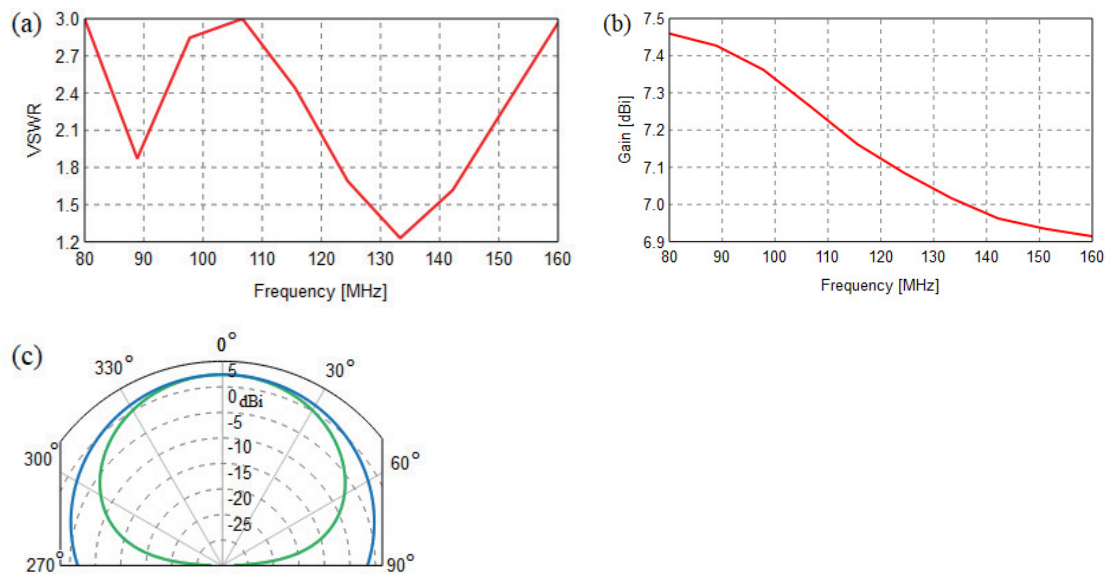 (a)
3.0
2.7
2.4
2.1
1.8
1.5
1.2
VSWR
80 90 100 110 120 130 140 150 160
Frequency [MHz]
(b)
7.5
7.4
7.3
7.2
7.1
7.0
6.9
Gain [dBi]
80 90 100 110 120 130 140 150 160
Frequency [MHz]
(c)
0°
330° 30°
300° 60°
270° 90°
5
0
dBi
-5
-10
-15
-20
-25